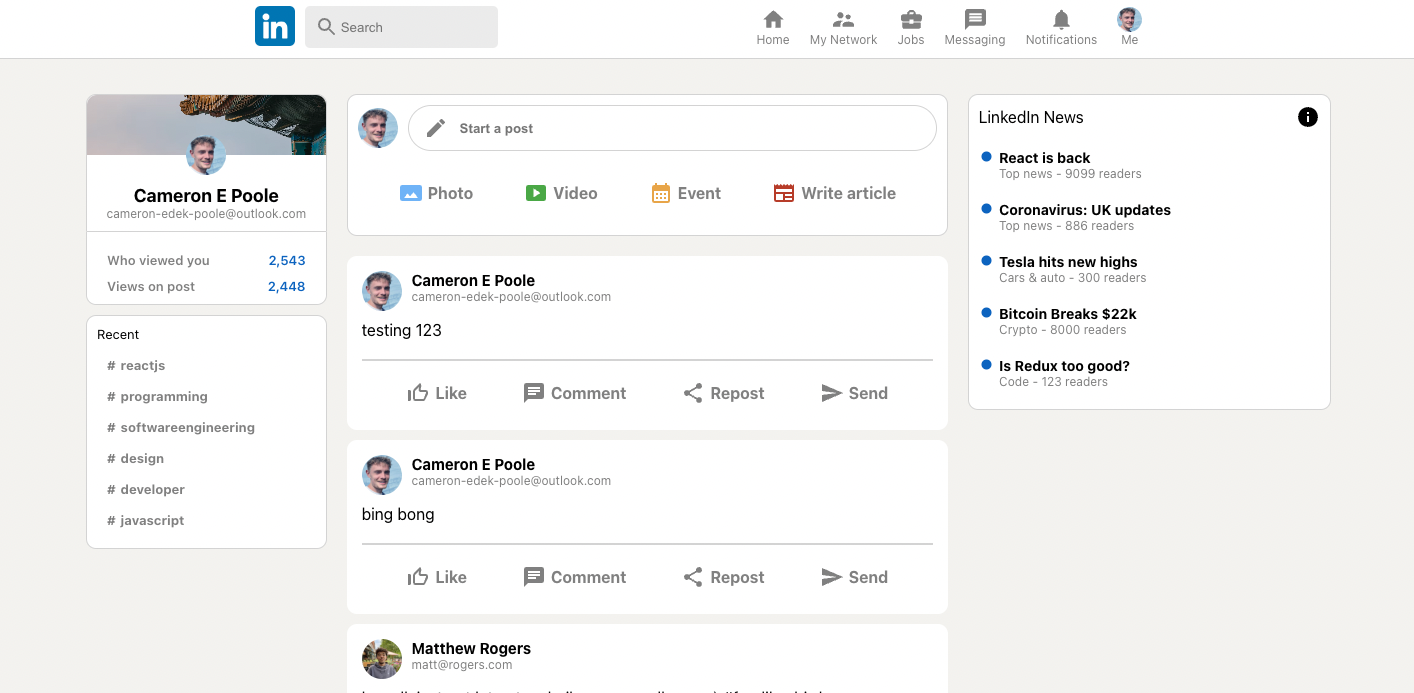 in
Search
Home
My Network
Jobs
Messaging
Notifications
Me
Cameron E Poole
cameron-edek-poole@outlook.com
Who viewed you 2,543
Views on post 2,448
Recent
# reactjs
# programming
# softwareengineering
# design
# developer
# javascript
Start a post
Photo
Video
Event
Write article
Cameron E Poole
cameron-edek-poole@outlook.com
testing 123
Like
Comment
Repost
Send
Cameron E Poole
cameron-edek-poole@outlook.com
bing bong
Like
Comment
Repost
Send
Matthew Rogers
matt@rogers.com
LinkedIn News
React is back
Top news - 9099 readers
Coronavirus: UK updates
Top news - 886 readers
Tesla hits new highs
Cars & auto - 300 readers
Bitcoin Breaks $22k
Crypto - 8000 readers
Is Redux too good?
Code - 123 readers